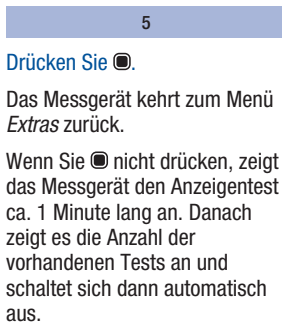 5
Drücken Sie .
Das Messgerät kehrt zum Menü
Extras zurück.
Wenn Sie  nicht drücken, zeigt
das Messgerät den Anzeigentest
ca. 1 Minute lang an. Danach
zeigt es die Anzahl der
vorhandenen Tests an und
schaltet sich dann automatisch
aus.